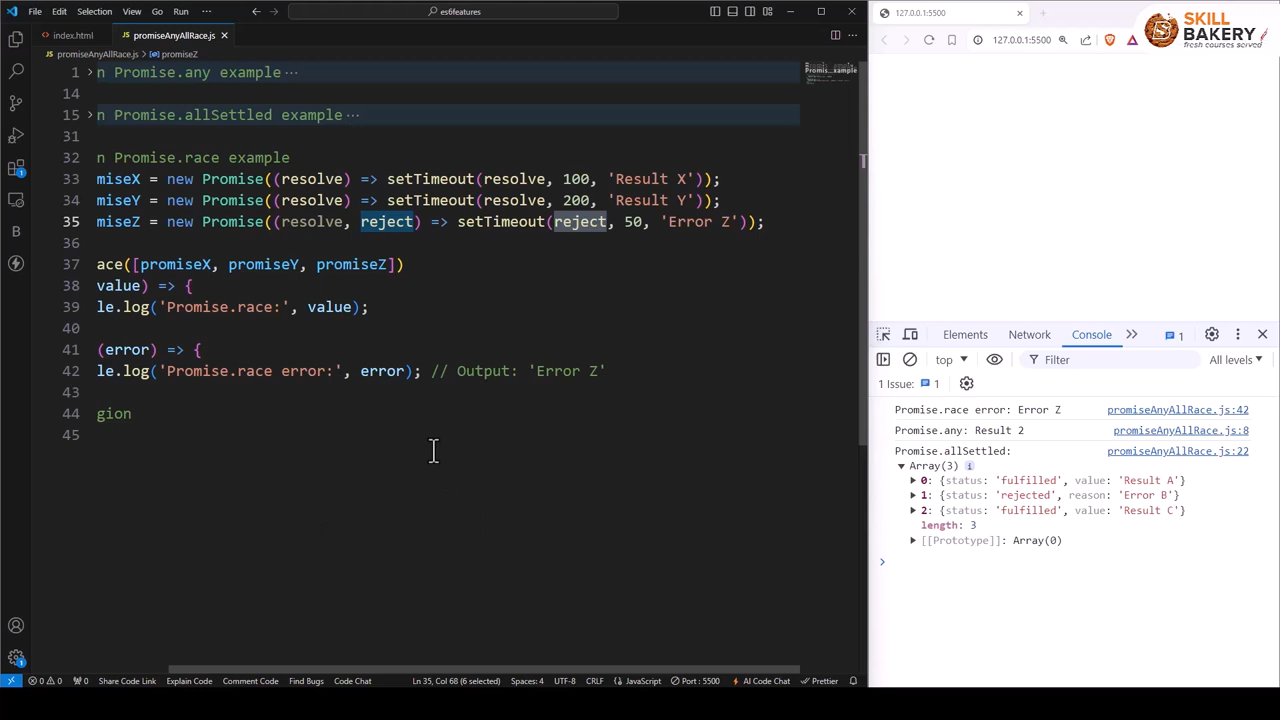 File Edit Selection View Go Run ··· es6features
index.html promiseAnyAllRace.js
promiseAnyAllRace.js > promiseZ
1 n Promise.any example ···
14
15 n Promise.allSettled example ···
31
32 n Promise.race example
33 miseX = new Promise((resolve) => setTimeout(resolve, 100, 'Result X'));
34 miseY = new Promise((resolve) => setTimeout(resolve, 200, 'Result Y'));
35 miseZ = new Promise((resolve, reject) => setTimeout(reject, 50, 'Error Z'));
36
37 ace([promiseX, promiseY, promiseZ])
38 value) => {
39 le.log('Promise.race:', value);
40
41 (error) => {
42 le.log('Promise.race error:', error); // Output: 'Error Z'
43
44 gion
45
Ln 35, Col 68 (6 selected) Spaces: 4 UTF-8 CRLF JavaScript Port : 5500 AI Code Chat Prettier
0 0 0 Share Code Link Explain Code Comment Code Find Bugs Code Chat
127.0.0.1:5500
127.0.0.1:5500
SKILL
BAKERY
fresh courses served
Elements Network Console 1
top Filter All levels
1 Issue: 1
Promise.race error: Error Z promiseAnyAllRace.js:42
Promise.any: Result 2 promiseAnyAllRace.js:8
Promise.allSettled: promiseAnyAllRace.js:22
Array(3) i
0: {status: 'fulfilled', value: 'Result A'}
1: {status: 'rejected', reason: 'Error B'}
2: {status: 'fulfilled', value: 'Result C'}
length: 3
[[Prototype]]: Array(0)